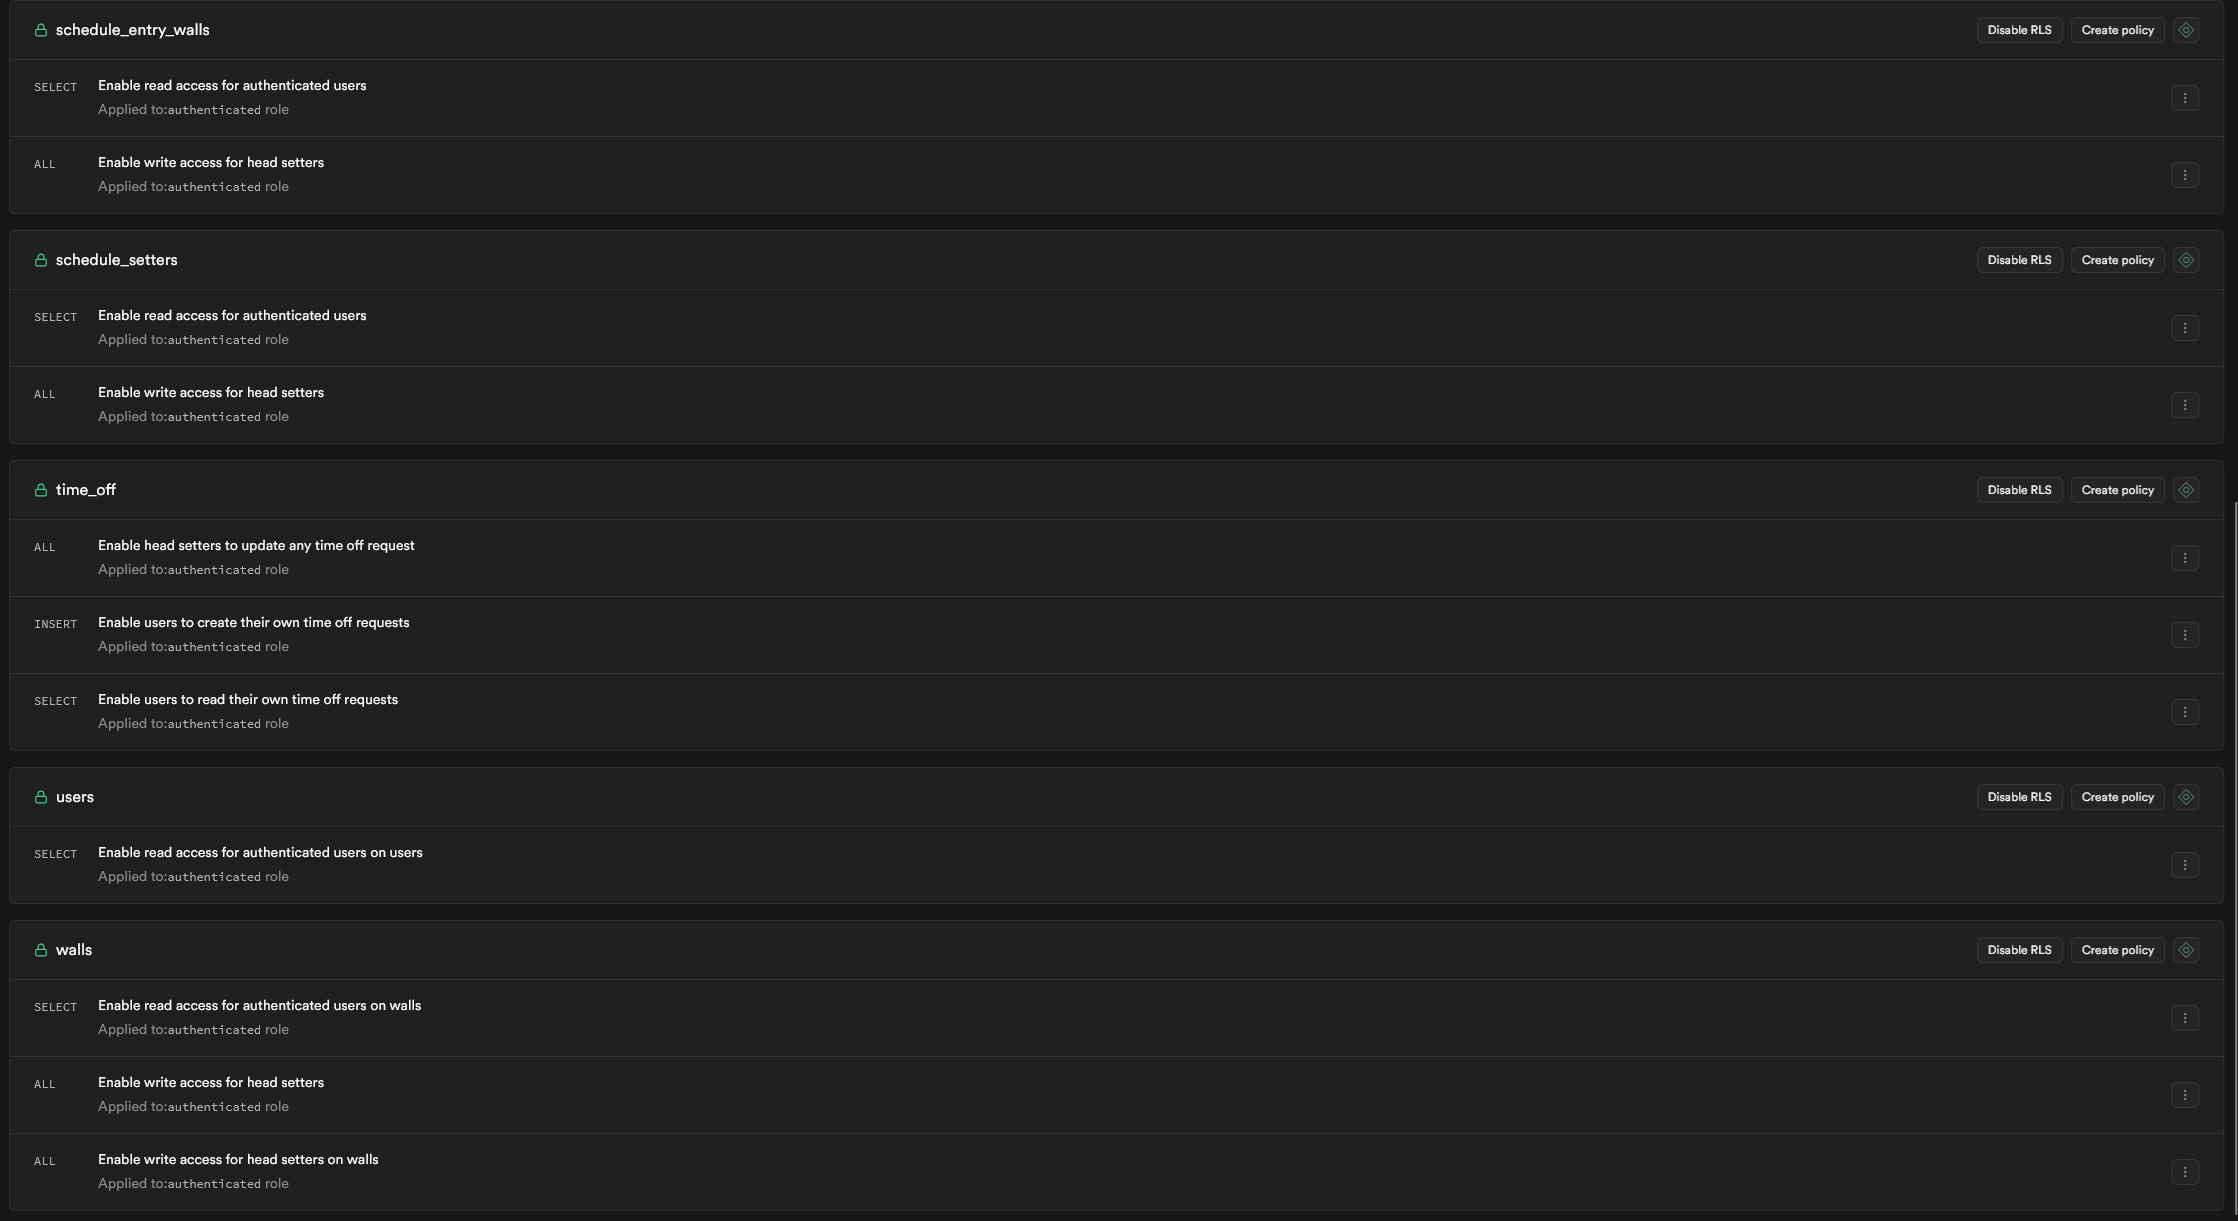 schedule_entry_walls Disable RLS Create policy
SELECT Enable read access for authenticated users
Applied to:authenticated role
ALL Enable write access for head setters
Applied to:authenticated role
schedule_setters Disable RLS Create policy
SELECT Enable read access for authenticated users
Applied to:authenticated role
ALL Enable write access for head setters
Applied to:authenticated role
time_off Disable RLS Create policy
ALL Enable head setters to update any time off request
Applied to:authenticated role
INSERT Enable users to create their own time off requests
Applied to:authenticated role
SELECT Enable users to read their own time off requests
Applied to:authenticated role
users Disable RLS Create policy
SELECT Enable read access for authenticated users on users
Applied to:authenticated role
walls Disable RLS Create policy
SELECT Enable read access for authenticated users on walls
Applied to:authenticated role
ALL Enable write access for head setters
Applied to:authenticated role
ALL Enable write access for head setters on walls
Applied to:authenticated role